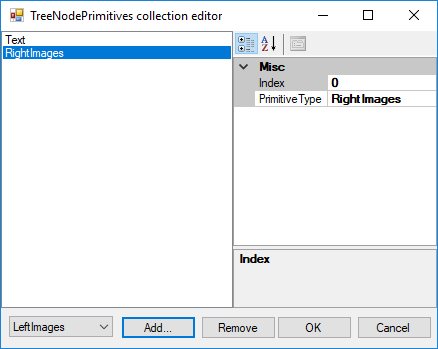 TreeNodePrimitives collection editor
Text
RightImages
Misc
Index 0
PrimitiveType RightImages
Index
LeftImages Add... Remove OK Cancel